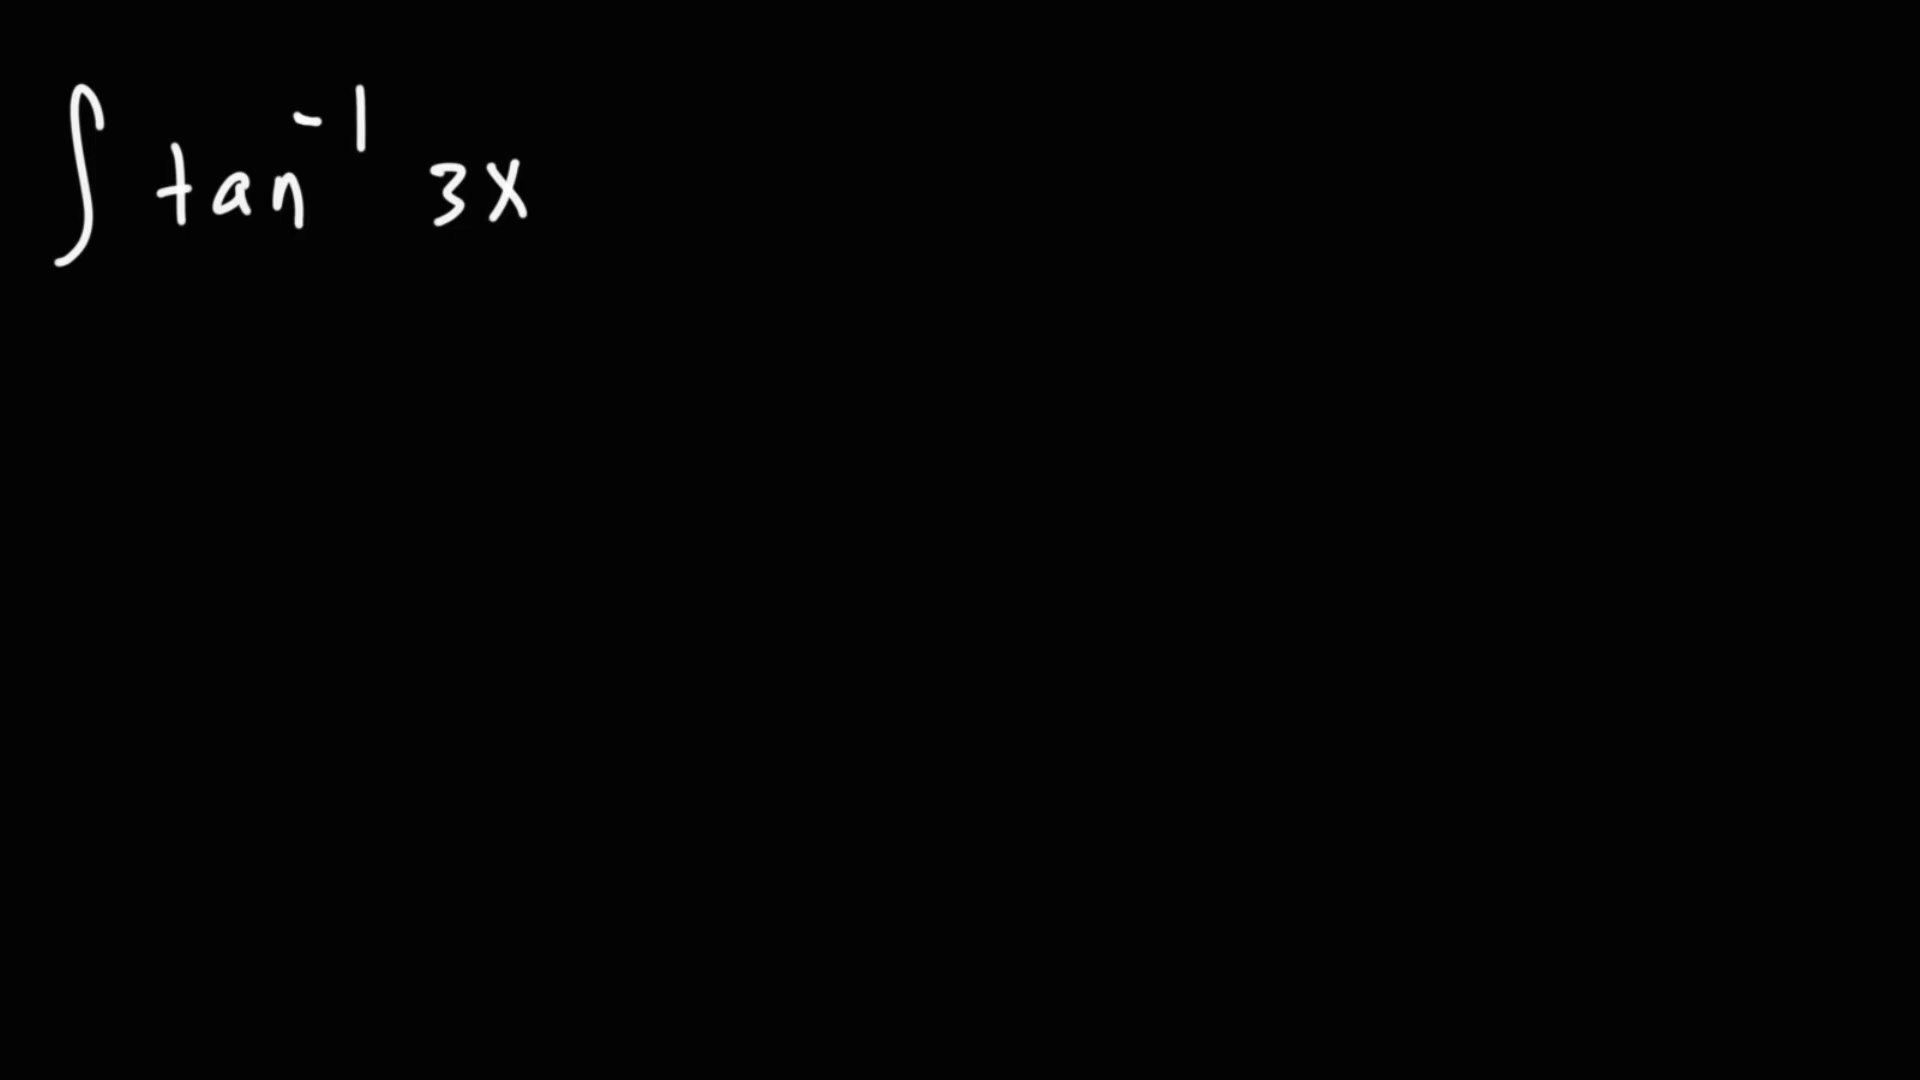 ∫ tan⁻¹ 3x